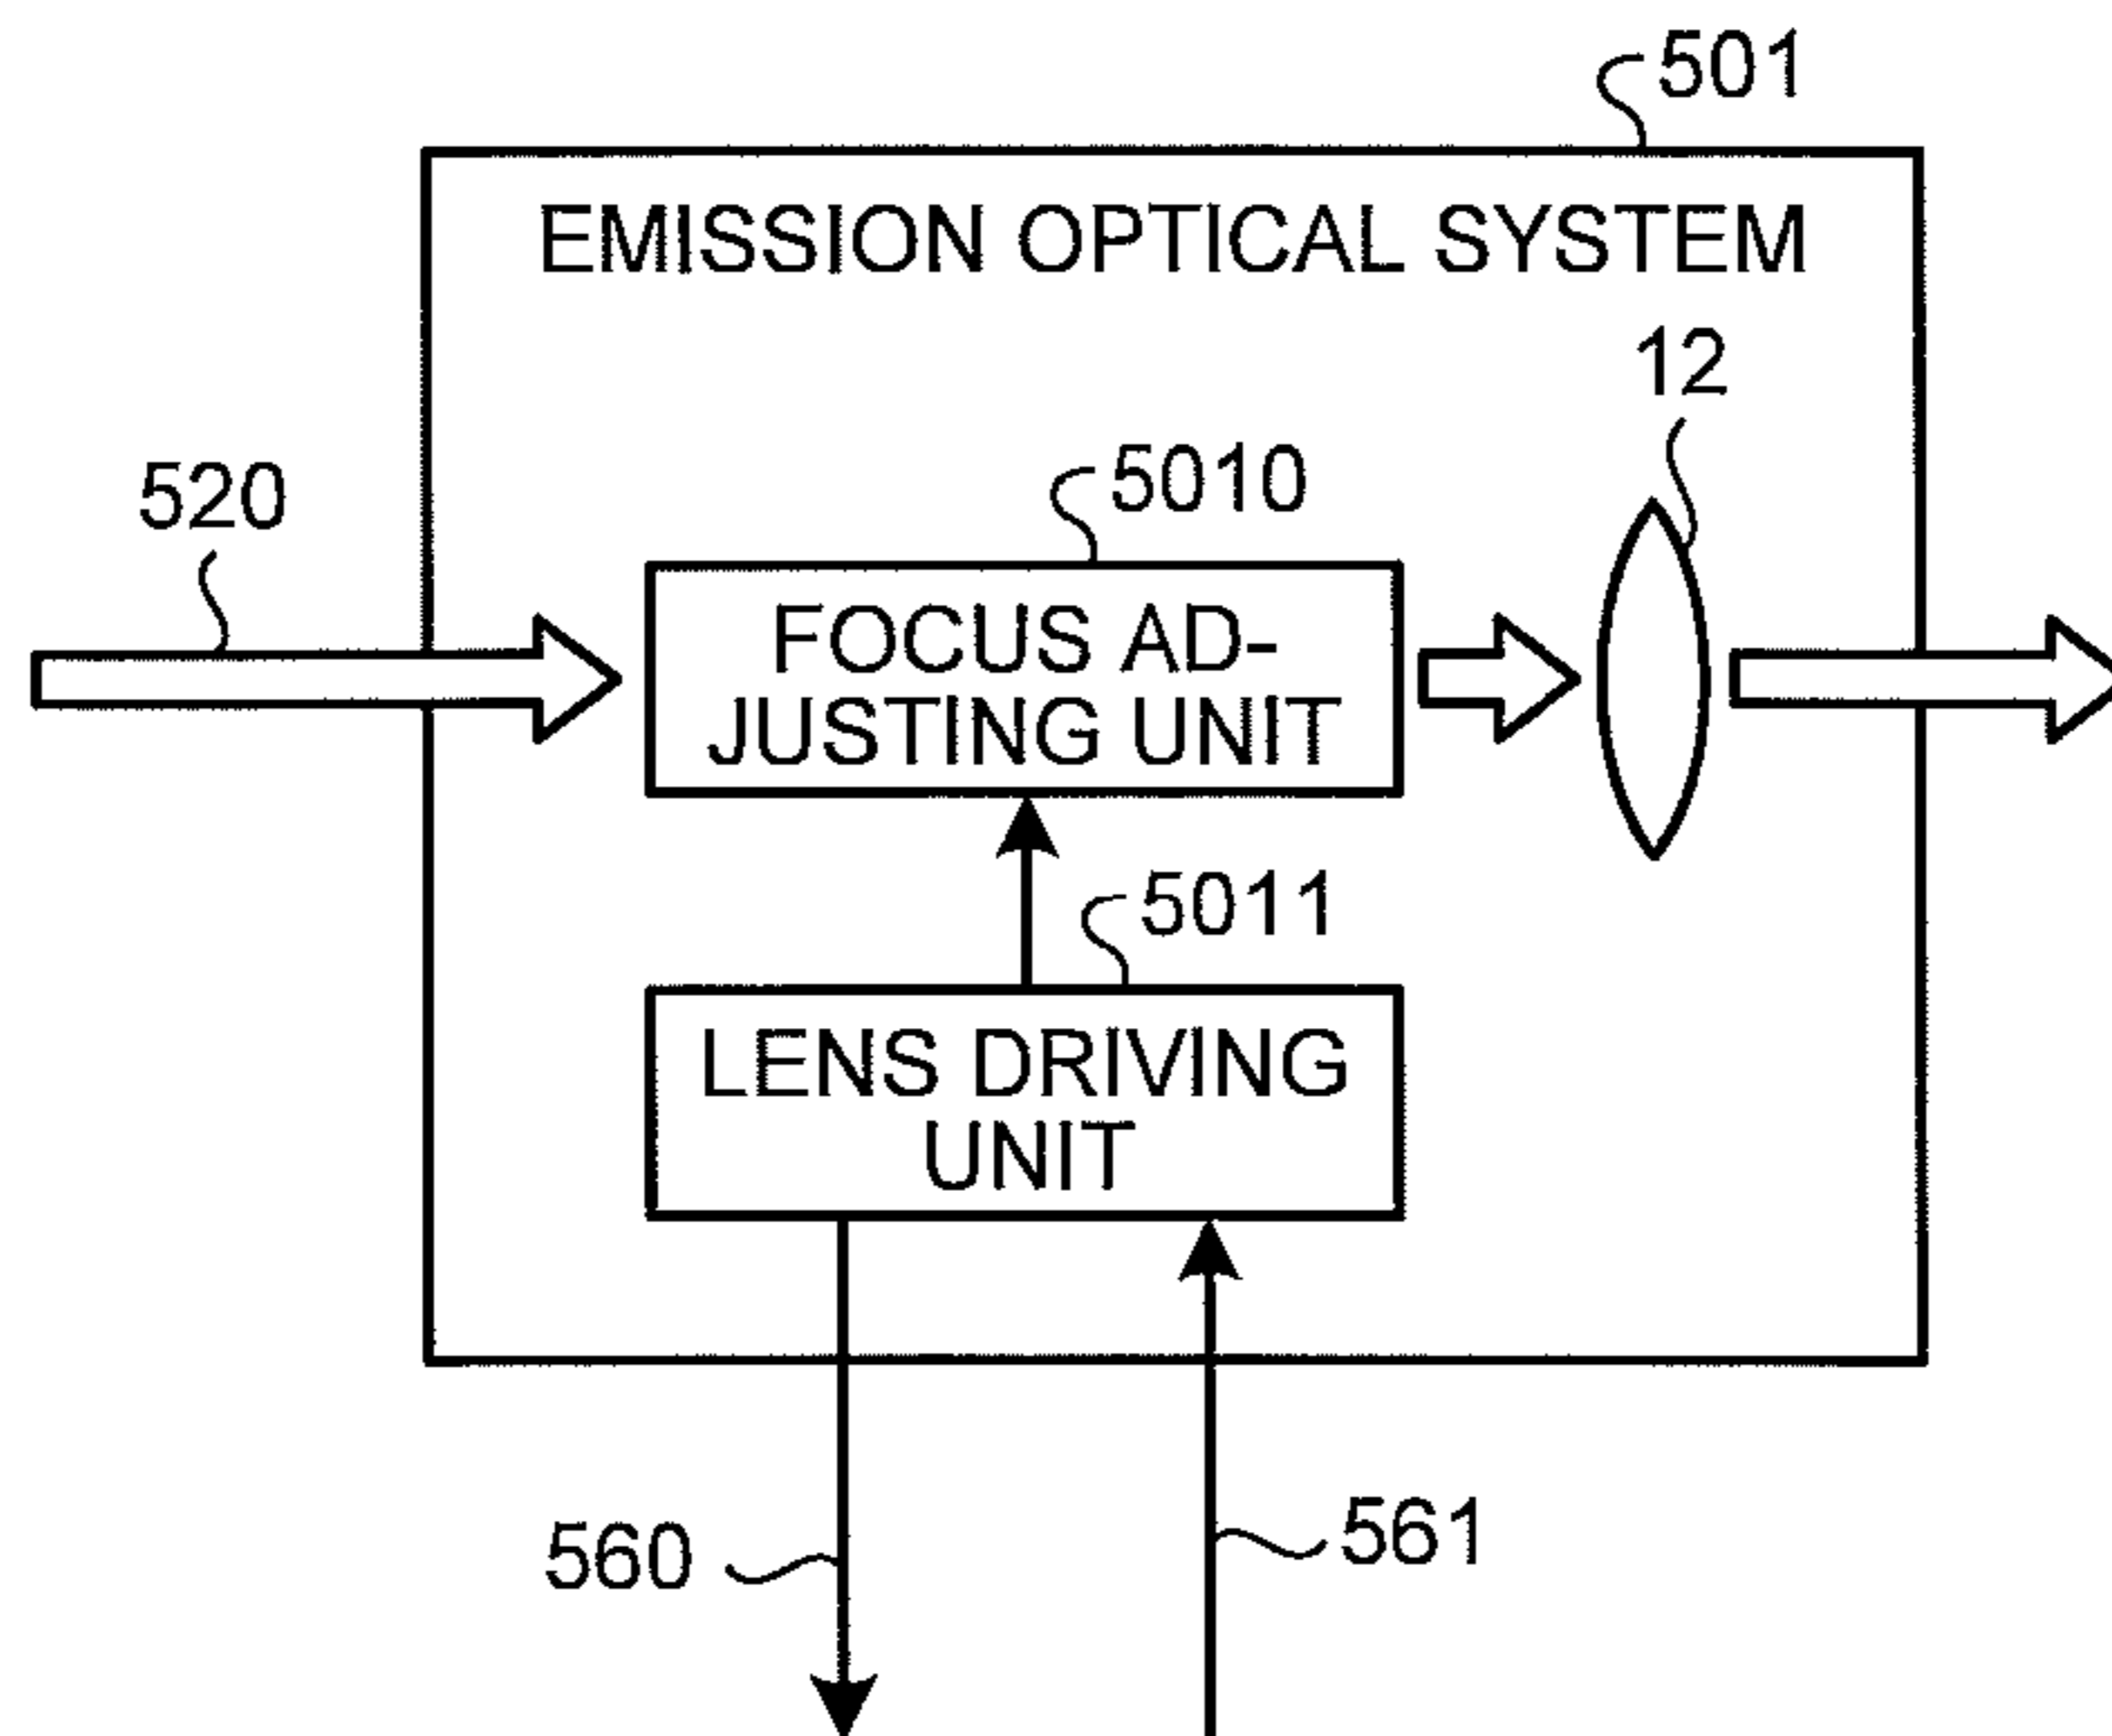 501
EMISSION OPTICAL SYSTEM
12
5010
520
FOCUS AD-
JUSTING UNIT
5011
LENS DRIVING
UNIT
560
561